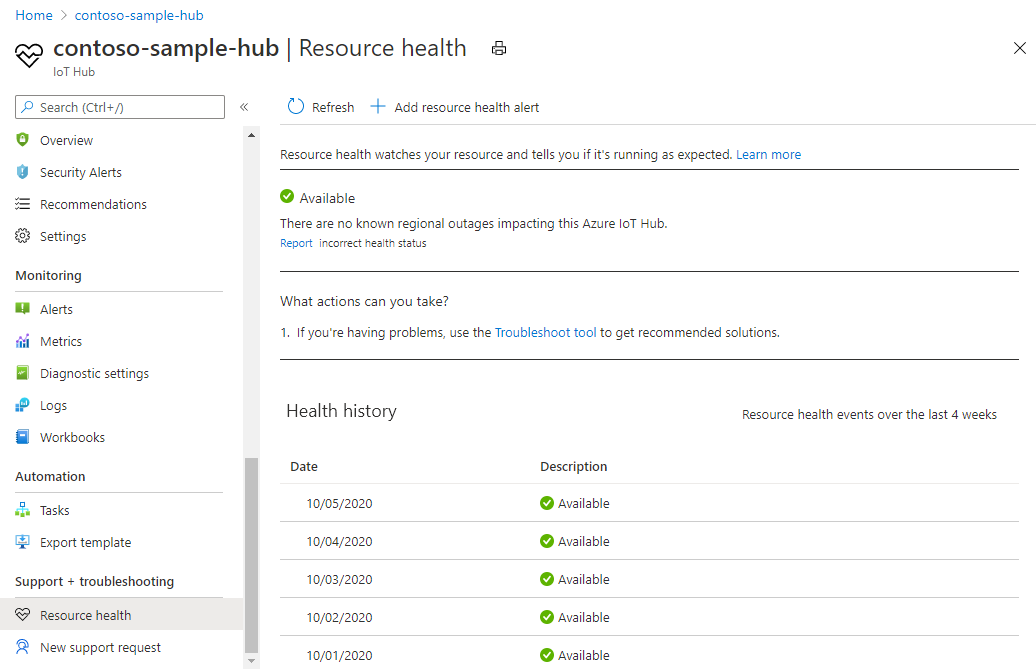 Home > contoso-sample-hub
contoso-sample-hub | Resource health
IoT Hub
Search (Ctrl+/)
«
Overview
Security Alerts
Recommendations
Settings
Monitoring
Alerts
Metrics
Diagnostic settings
Logs
Workbooks
Automation
Tasks
Export template
Support + troubleshooting
Resource health
New support request
Refresh + Add resource health alert
Resource health watches your resource and tells you if it's running as expected. Learn more
Available
There are no known regional outages impacting this Azure IoT Hub.
Report incorrect health status
What actions can you take?
1. If you're having problems, use the Troubleshoot tool to get recommended solutions.
Health history
Resource health events over the last 4 weeks
Date Description
10/05/2020 Available
10/04/2020 Available
10/03/2020 Available
10/02/2020 Available
10/01/2020 Available